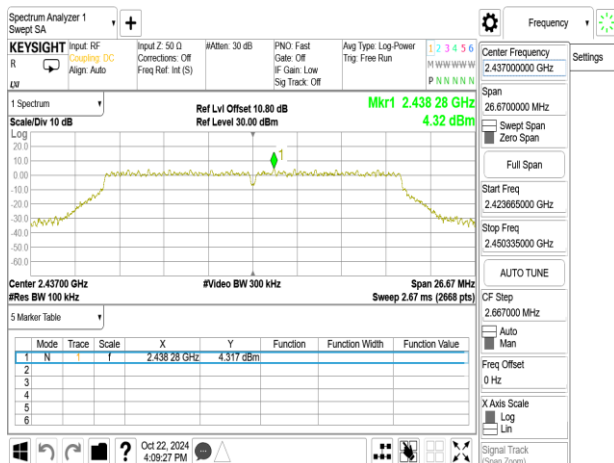 Spectrum Analyzer 1
Swept SA
Frequency
KEYSIGHT
R
LXI
Input: RF
Coupling: DC
Align: Auto
Input Z: 50 Ω
Corrections: Off
Freq Ref: Int (S)
#Atten: 30 dB
PNO: Fast
Gate: Off
IF Gain: Low
Sig Track: Off
Avg Type: Log-Power
Trig: Free Run
1 2 3 4 5 6
M W W W W W
P N N N N N
1 Spectrum
Scale/Div 10 dB
Ref Lvl Offset 10.80 dB
Ref Level 30.00 dBm
Mkr1 2.438 28 GHz
4.32 dBm
Log
20.0
10.0
0.00
-10.0
-20.0
-30.0
-40.0
-50.0
-60.0
1
Center 2.43700 GHz
#Res BW 100 kHz
#Video BW 300 kHz
Span 26.67 MHz
Sweep 2.67 ms (2668 pts)
5 Marker Table
Mode Trace Scale X Y Function Function Width Function Value
1 N 1 f 2.438 28 GHz 4.317 dBm
2
3
4
5
6
Oct 22, 2024
4:09:27 PM
Center Frequency
2.437000000 GHz
Settings
Span
26.6700000 MHz
Swept Span
Zero Span
Full Span
Start Freq
2.423665000 GHz
Stop Freq
2.450335000 GHz
AUTO TUNE
CF Step
2.667000 MHz
Auto
Man
Freq Offset
0 Hz
X Axis Scale
Log
Lin
Signal Track
(Span Zoom)